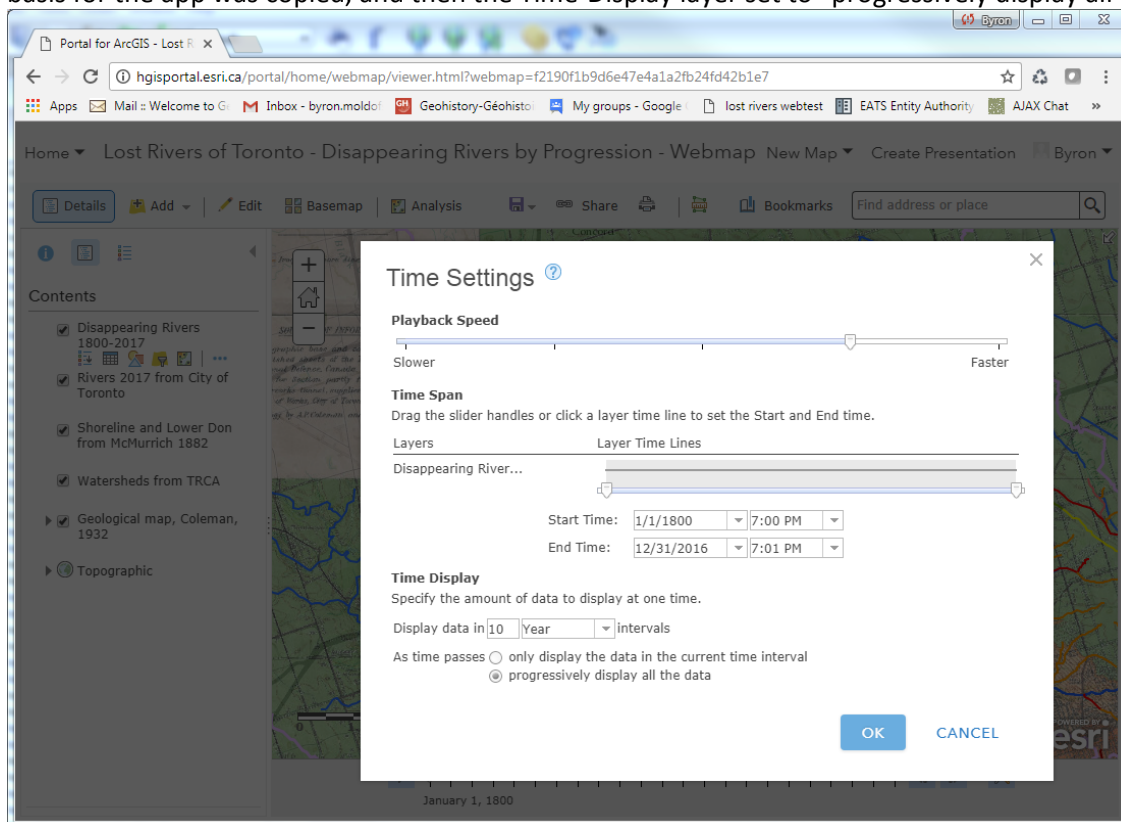 basis for the app was copied, and then the Time Display layer set to "progressively display all
Byron
Portal for ArcGIS - Lost R
hgisportal.esri.ca/portal/home/webmap/viewer.html?webmap=f2190f1b9d6e47e4a1a2fb24fd42b1e7
Apps Mail :: Welcome to G Inbox - byron.moldof GH Geohistory-Géohistoi My groups - Google lost rivers webtest EATS Entity Authority AJAX Chat »
Home Lost Rivers of Toronto - Disappearing Rivers by Progression - Webmap New Map Create Presentation Byron
Details Add Edit Basemap Analysis Share Bookmarks Find address or place
Concord
+
−
Contents
Disappearing Rivers
1800-2017
Rivers 2017 from City of
Toronto
Shoreline and Lower Don
from McMurrich 1882
Watersheds from TRCA
Geological map, Coleman,
1932
Topographic
Time Settings ?
Playback Speed
Slower Faster
Time Span
Drag the slider handles or click a layer time line to set the Start and End time.
Layers Layer Time Lines
Disappearing River...
Start Time: 1/1/1800 7:00 PM
End Time: 12/31/2016 7:01 PM
Time Display
Specify the amount of data to display at one time.
Display data in 10 Year intervals
As time passes only display the data in the current time interval
progressively display all the data
OK CANCEL
POWERED BY
esri
0
January 1, 1800